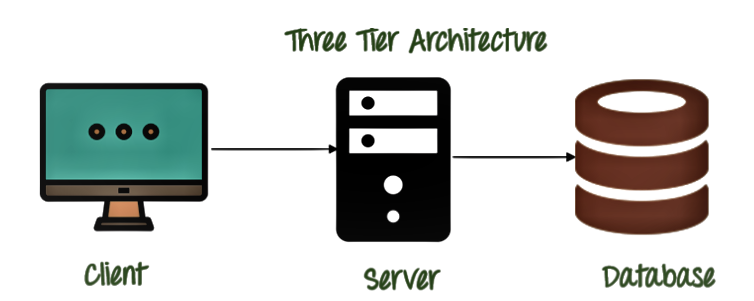 Three Tier Architecture
Client
Server
Database